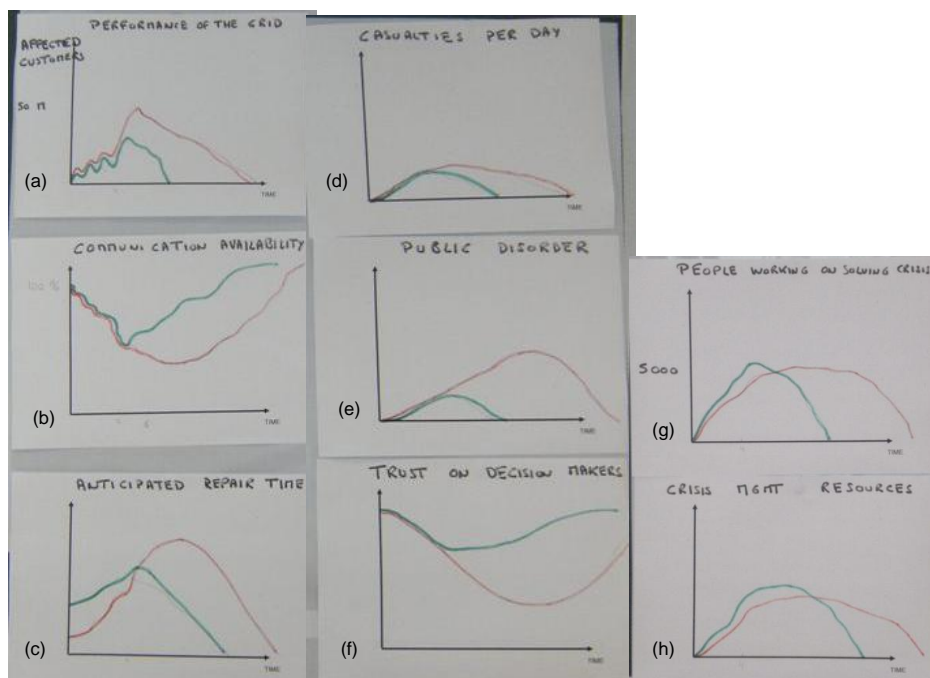 PERFORMANCE OF THE GRID
AFFECTED
CUSTOMERS
50 M
(a)
TIME
COMMUNICATION AVAILABILITY
100 %
(b)
TIME
ANTICIPATED REPAIR TIME
(c)
TIME
CASUALTIES PER DAY
(d)
TIME
PUBLIC DISORDER
(e)
TIME
TRUST ON DECISION MAKERS
(f)
TIME
PEOPLE WORKING ON SOLVING CRISIS
5000
(g)
TIME
CRISIS MGMT RESOURCES
(h)
TIME